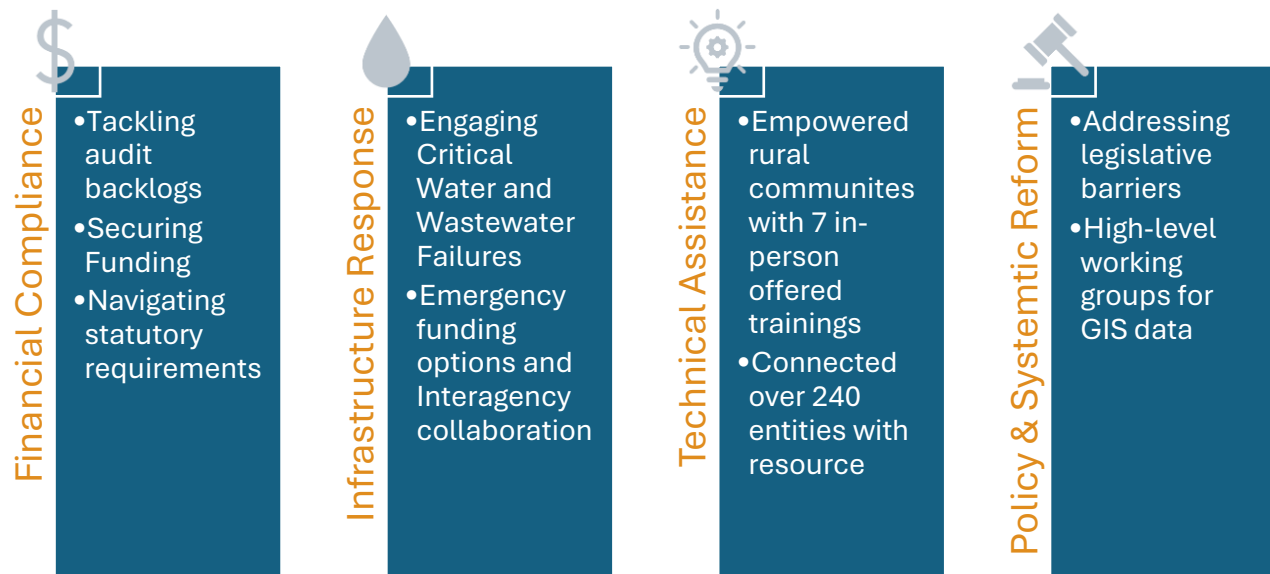 Financial Compliance
•Tackling
audit
backlogs
•Securing
Funding
•Navigating
statutory
requirements
Infrastructure Response
•Engaging
Critical
Water and
Wastewater
Failures
•Emergency
funding
options and
Interagency
collaboration
Technical Assistance
•Empowered
rural
communites
with 7 in-
person
offered
trainings
•Connected
over 240
entities with
resource
Policy & Systemtic Reform
•Addressing
legislative
barriers
•High-level
working
groups for
GIS data